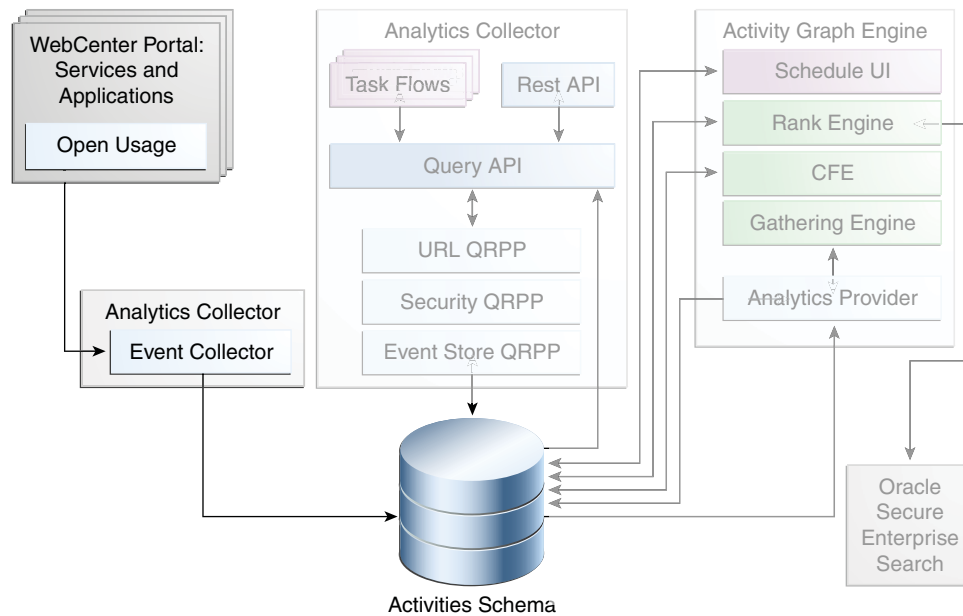 WebCenter Portal:
Services and
Applications
Open Usage
Analytics Collector
Event Collector
Analytics Collector
Task Flows
Rest API
Query API
URL QRPP
Security QRPP
Event Store QRPP
Activity Graph Engine
Schedule UI
Rank Engine
CFE
Gathering Engine
Analytics Provider
Oracle
Secure
Enterprise
Search
Activities Schema